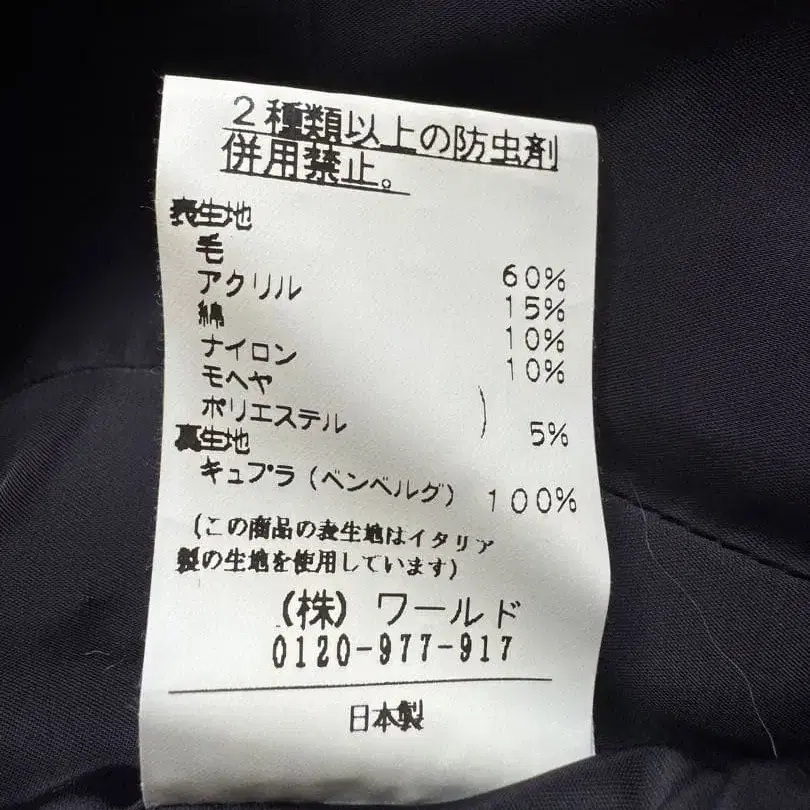 2種類以上の防虫剤
併用禁止。
表生地
毛 60%
アクリル 15%
綿 10%
ナイロン 10%
モヘヤ
ポリエステル ) 5%
裏生地
キュプラ(ベンベルグ) 100%
(この商品の表生地はイタリア
製の生地を使用しています)
(株) ワールド
0120-977-917
日本製